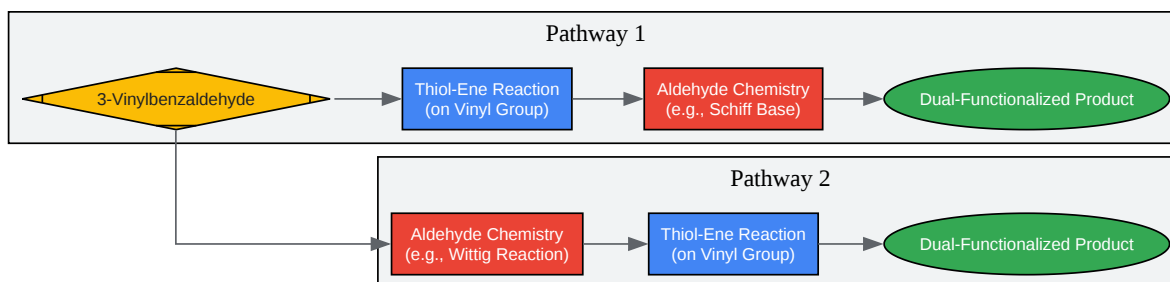 Pathway 1
3-Vinylbenzaldehyde
Thiol-Ene Reaction
(on Vinyl Group)
Aldehyde Chemistry
(e.g., Schiff Base)
Dual-Functionalized Product
Pathway 2
Aldehyde Chemistry
(e.g., Wittig Reaction)
Thiol-Ene Reaction
(on Vinyl Group)
Dual-Functionalized Product